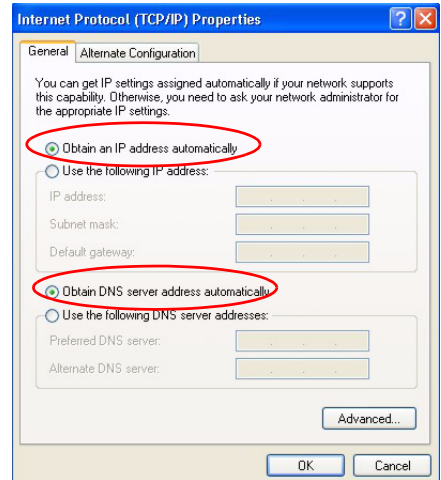 Internet Protocol (TCP/IP) Properties
General Alternate Configuration
You can get IP settings assigned automatically if your network supports
this capability. Otherwise, you need to ask your network administrator for
the appropriate IP settings.
Obtain an IP address automatically
Use the following IP address:
IP address:
Subnet mask:
Default gateway:
Obtain DNS server address automatically
Use the following DNS server addresses:
Preferred DNS server:
Alternate DNS server:
Advanced...
OK Cancel